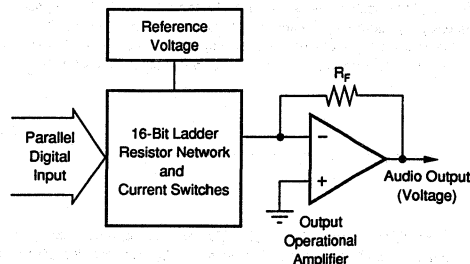 Reference
Voltage
R_F
Parallel
Digital
Input
16-Bit Ladder
Resistor Network
and
Current Switches
−
+
Audio Output
(Voltage)
Output
Operational
Amplifier